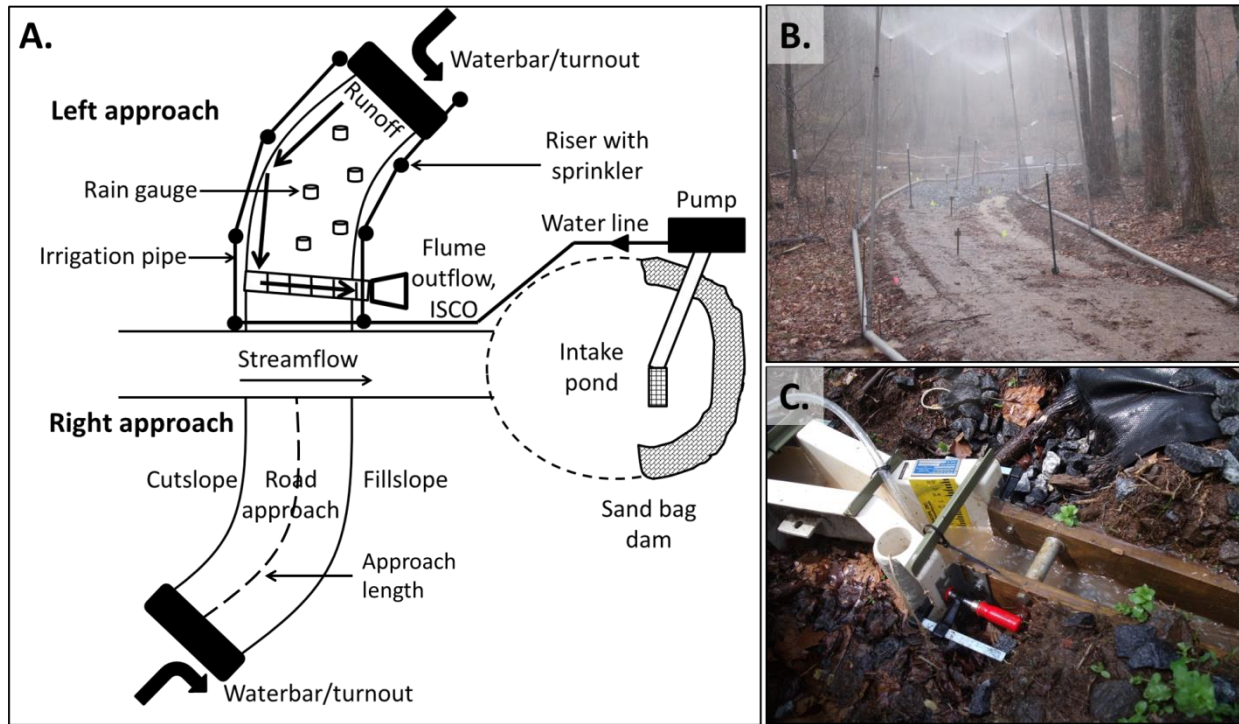 A.
Waterbar/turnout
Left approach
Runoff
Riser with
sprinkler
Rain gauge
Pump
Water line
Irrigation pipe
Flume
outflow,
ISCO
Intake
pond
Streamflow
Right approach
Cutslope
Road
approach
Fillslope
Sand bag
dam
Approach
length
Waterbar/turnout
B.
C.